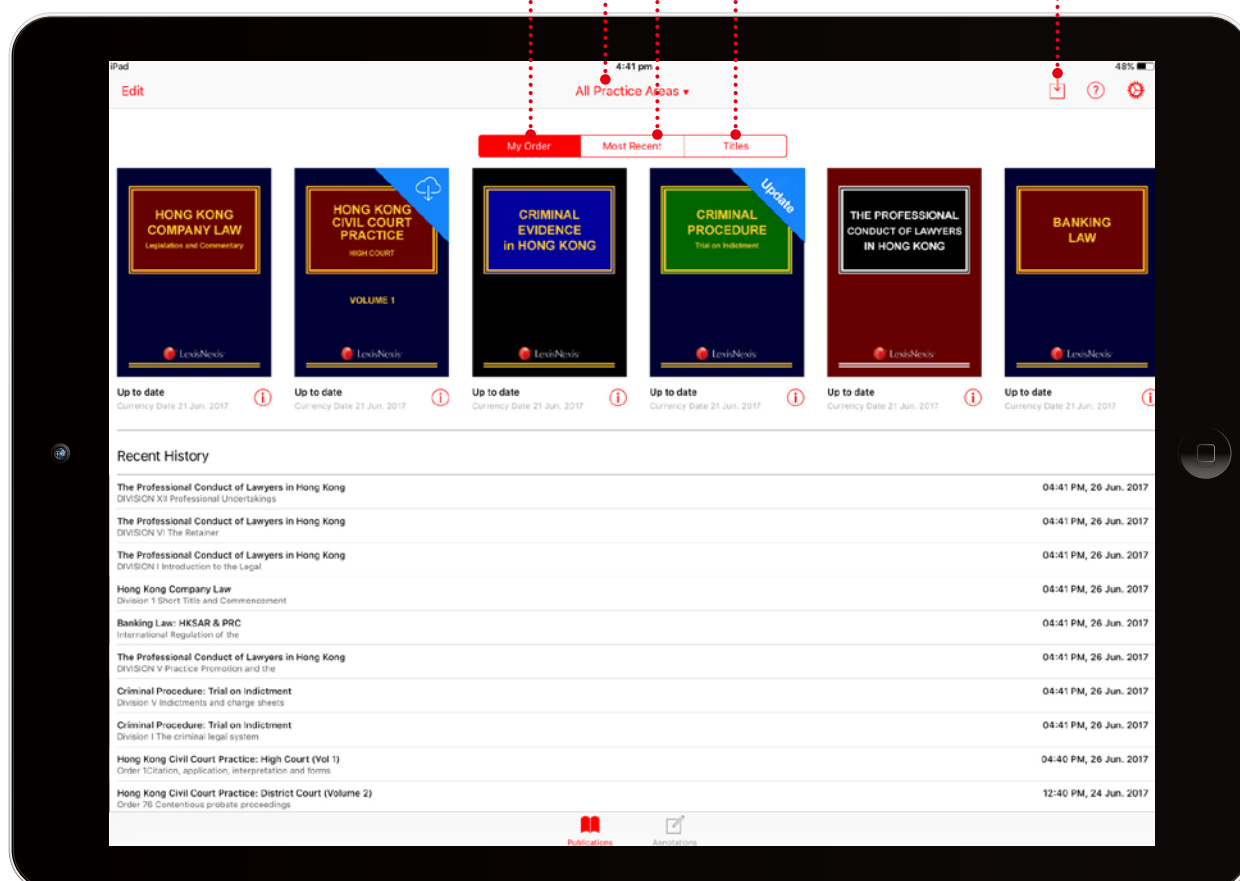 iPad 4:41 pm 48%
Edit All Practice Areas ▾ ?
My Order Most Recent Titles
HONG KONG
COMPANY LAW
Legislation and Commentary
LexisNexis
HONG KONG
CIVIL COURT
PRACTICE
HIGH COURT
VOLUME 1
LexisNexis
CRIMINAL
EVIDENCE
in HONG KONG
LexisNexis
Update
CRIMINAL
PROCEDURE
Trial on Indictment
LexisNexis
THE PROFESSIONAL
CONDUCT OF LAWYERS
IN HONG KONG
LexisNexis
BANKING
LAW
LexisNexis
Up to date
Currency Date 21 Jun. 2017
Up to date
Currency Date 21 Jun. 2017
Up to date
Currency Date 21 Jun. 2017
Up to date
Currency Date 21 Jun. 2017
Up to date
Currency Date 21 Jun. 2017
Up to date
Currency Date 21 Jun. 2017
Recent History
The Professional Conduct of Lawyers in Hong Kong 04:41 PM, 26 Jun. 2017
DIVISION XII Professional Undertakings
The Professional Conduct of Lawyers in Hong Kong 04:41 PM, 26 Jun. 2017
DIVISION VI The Retainer
The Professional Conduct of Lawyers in Hong Kong 04:41 PM, 26 Jun. 2017
DIVISION I Introduction to the Legal
Hong Kong Company Law 04:41 PM, 26 Jun. 2017
Division 1 Short Title and Commencement
Banking Law: HKSAR & PRC 04:41 PM, 26 Jun. 2017
International Regulation of the
The Professional Conduct of Lawyers in Hong Kong 04:41 PM, 26 Jun. 2017
DIVISION V Practice Promotion and the
Criminal Procedure: Trial on Indictment 04:41 PM, 26 Jun. 2017
Division V Indictments and charge sheets
Criminal Procedure: Trial on Indictment 04:41 PM, 26 Jun. 2017
Division I The criminal legal system
Hong Kong Civil Court Practice: High Court (Vol 1) 04:40 PM, 26 Jun. 2017
Order 1Citation, application, interpretation and forms
Hong Kong Civil Court Practice: District Court (Volume 2) 12:40 PM, 24 Jun. 2017
Order 76 Contentious probate proceedings
Publications Annotations